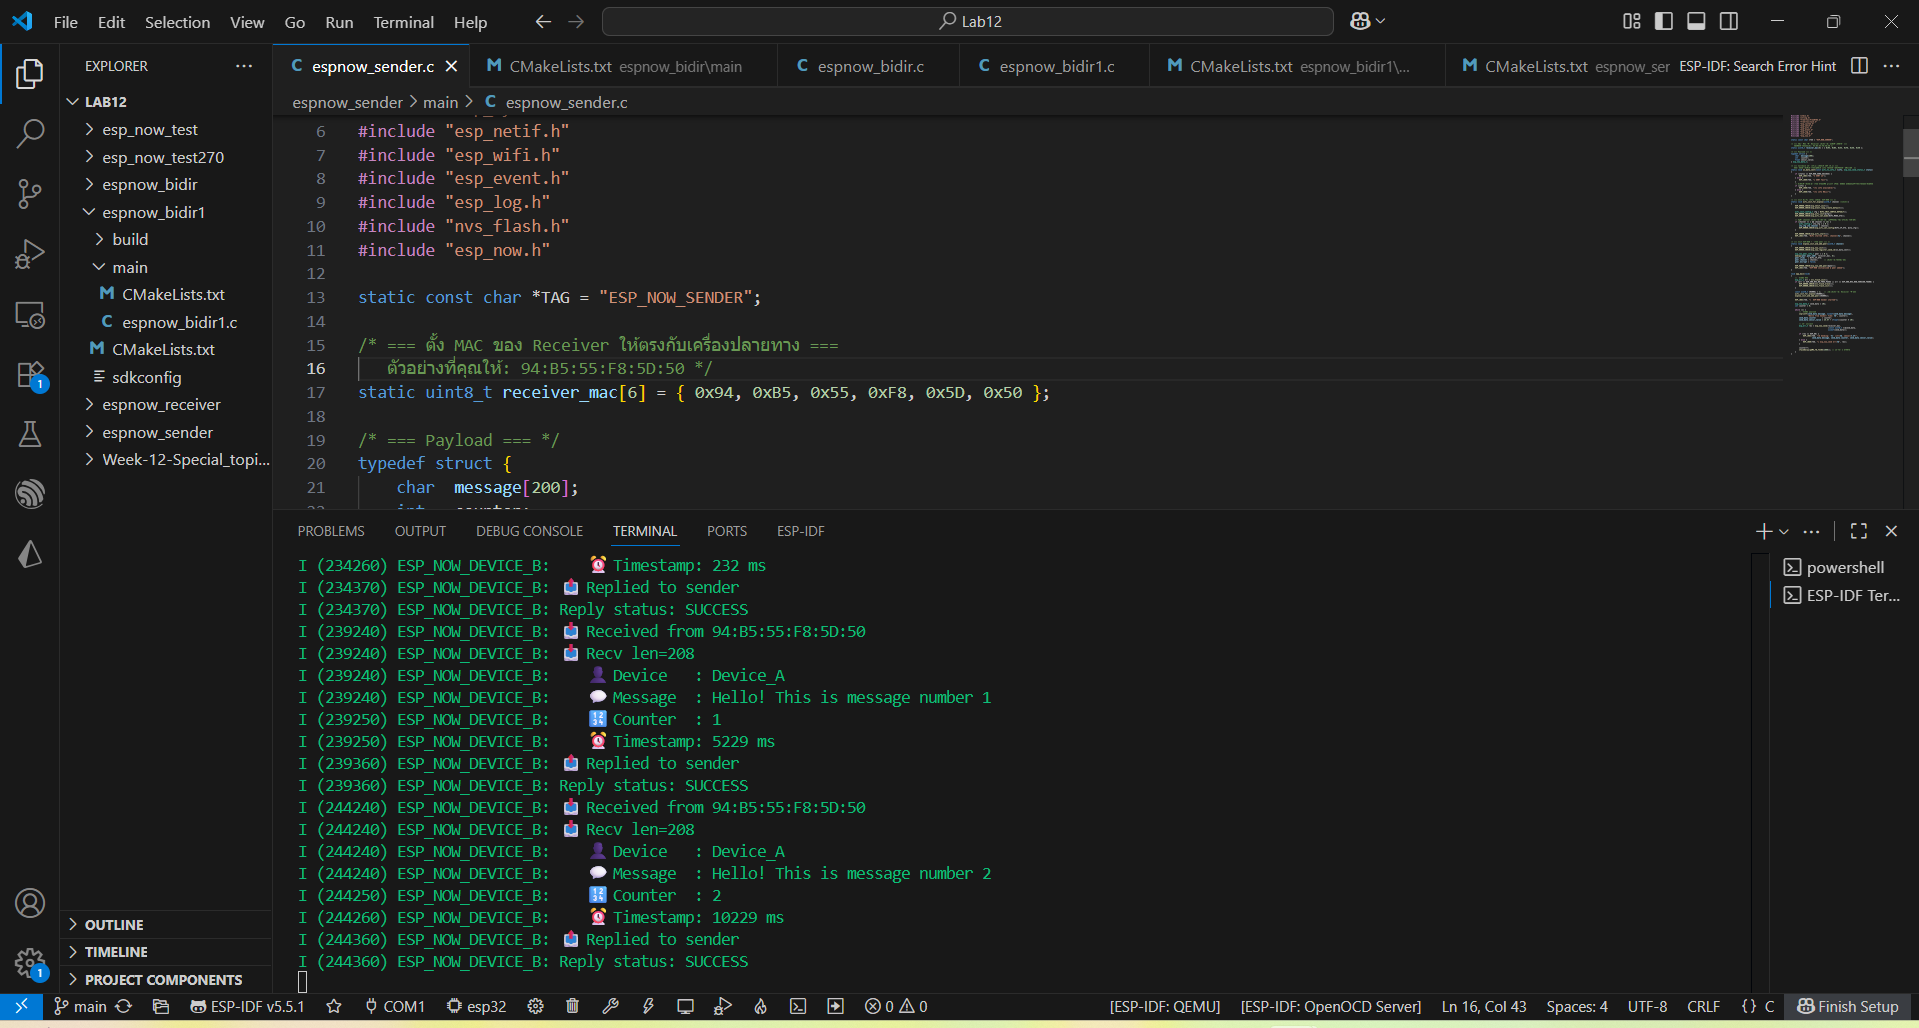 File Edit Selection View Go Run Terminal Help
Lab12
EXPLORER
LAB12
esp_now_test
esp_now_test270
espnow_bidir
espnow_bidir1
build
main
CMakeLists.txt
espnow_bidir1.c
CMakeLists.txt
sdkconfig
espnow_receiver
espnow_sender
Week-12-Special_topi...
OUTLINE
TIMELINE
PROJECT COMPONENTS
espnow_sender.c
CMakeLists.txt espnow_bidir\main
espnow_bidir.c
espnow_bidir1.c
CMakeLists.txt espnow_bidir1\...
CMakeLists.txt espnow_ser
ESP-IDF: Search Error Hint
espnow_sender > main > C espnow_sender.c
6 #include "esp_netif.h"
7 #include "esp_wifi.h"
8 #include "esp_event.h"
9 #include "esp_log.h"
10 #include "nvs_flash.h"
11 #include "esp_now.h"
12
13 static const char *TAG = "ESP_NOW_SENDER";
14
15 /* === ตั้ง MAC ของ Receiver ให้ตรงกับเครื่องปลายทาง ===
16 ตัวอย่างที่คุณให้: 94:B5:55:F8:5D:50 */
17 static uint8_t receiver_mac[6] = { 0x94, 0xB5, 0x55, 0xF8, 0x5D, 0x50 };
18
19 /* === Payload === */
20 typedef struct {
21 char message[200];
PROBLEMS OUTPUT DEBUG CONSOLE TERMINAL PORTS ESP-IDF
I (234260) ESP_NOW_DEVICE_B: ⏰ Timestamp: 232 ms
I (234370) ESP_NOW_DEVICE_B: 📤 Replied to sender
I (234370) ESP_NOW_DEVICE_B: Reply status: SUCCESS
I (239240) ESP_NOW_DEVICE_B: 📥 Received from 94:B5:55:F8:5D:50
I (239240) ESP_NOW_DEVICE_B: 📥 Recv len=208
I (239240) ESP_NOW_DEVICE_B: 👤 Device : Device_A
I (239240) ESP_NOW_DEVICE_B: 💬 Message : Hello! This is message number 1
I (239250) ESP_NOW_DEVICE_B: 🔢 Counter : 1
I (239250) ESP_NOW_DEVICE_B: ⏰ Timestamp: 5229 ms
I (239360) ESP_NOW_DEVICE_B: 📤 Replied to sender
I (239360) ESP_NOW_DEVICE_B: Reply status: SUCCESS
I (244240) ESP_NOW_DEVICE_B: 📥 Received from 94:B5:55:F8:5D:50
I (244240) ESP_NOW_DEVICE_B: 📥 Recv len=208
I (244240) ESP_NOW_DEVICE_B: 👤 Device : Device_A
I (244240) ESP_NOW_DEVICE_B: 💬 Message : Hello! This is message number 2
I (244250) ESP_NOW_DEVICE_B: 🔢 Counter : 2
I (244260) ESP_NOW_DEVICE_B: ⏰ Timestamp: 10229 ms
I (244360) ESP_NOW_DEVICE_B: 📤 Replied to sender
I (244360) ESP_NOW_DEVICE_B: Reply status: SUCCESS
powershell
ESP-IDF Ter...
main ESP-IDF v5.5.1 COM1 esp32 0 0 [ESP-IDF: QEMU] [ESP-IDF: OpenOCD Server] Ln 16, Col 43 Spaces: 4 UTF-8 CRLF {} C Finish Setup